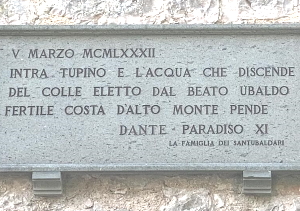 V MARZO MCMLXXXII
INTRA TUPINO E L'ACQUA CHE DISCENDE
DEL COLLE ELETTO DAL BEATO UBALDO
FERTILE COSTA D'ALTO MONTE PENDE
DANTE - PARADISO XI
LA FAMIGLIA DEI SANTUBALDARI